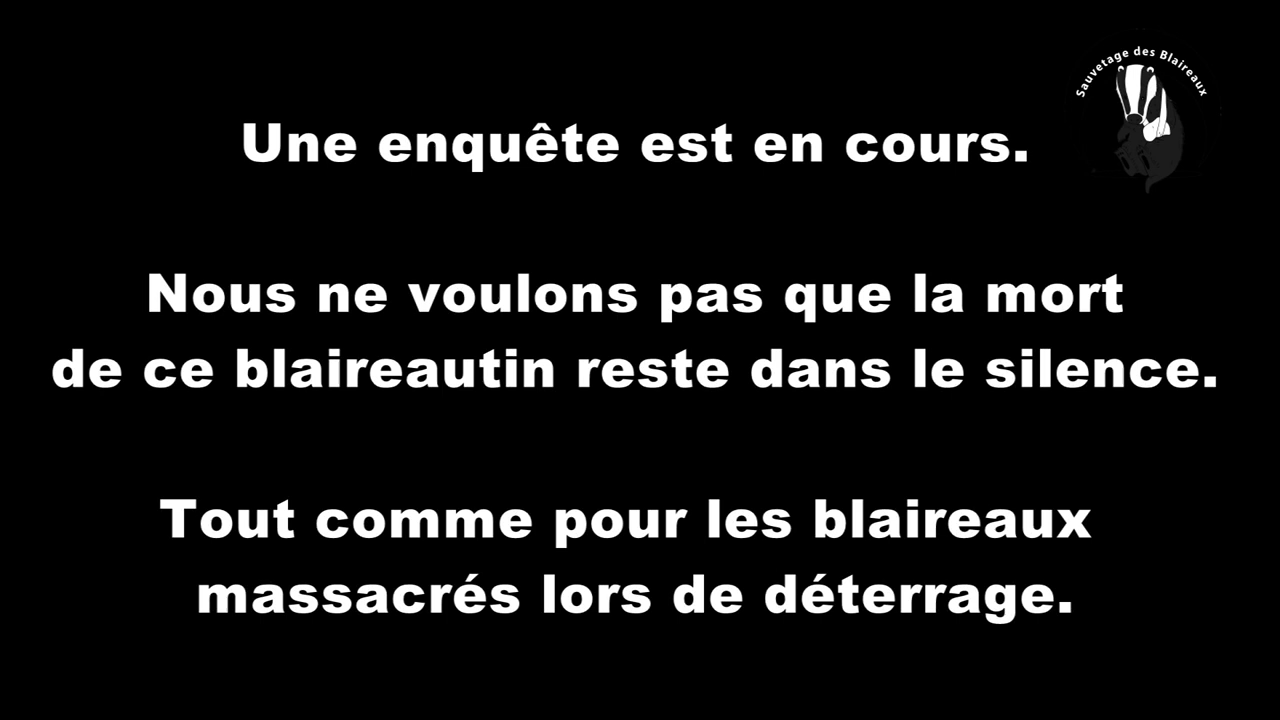 Sauvetage des Blaireaux
Une enquête est en cours.
Nous ne voulons pas que la mort
de ce blaireautin reste dans le silence.
Tout comme pour les blaireaux
massacrés lors de déterrage.